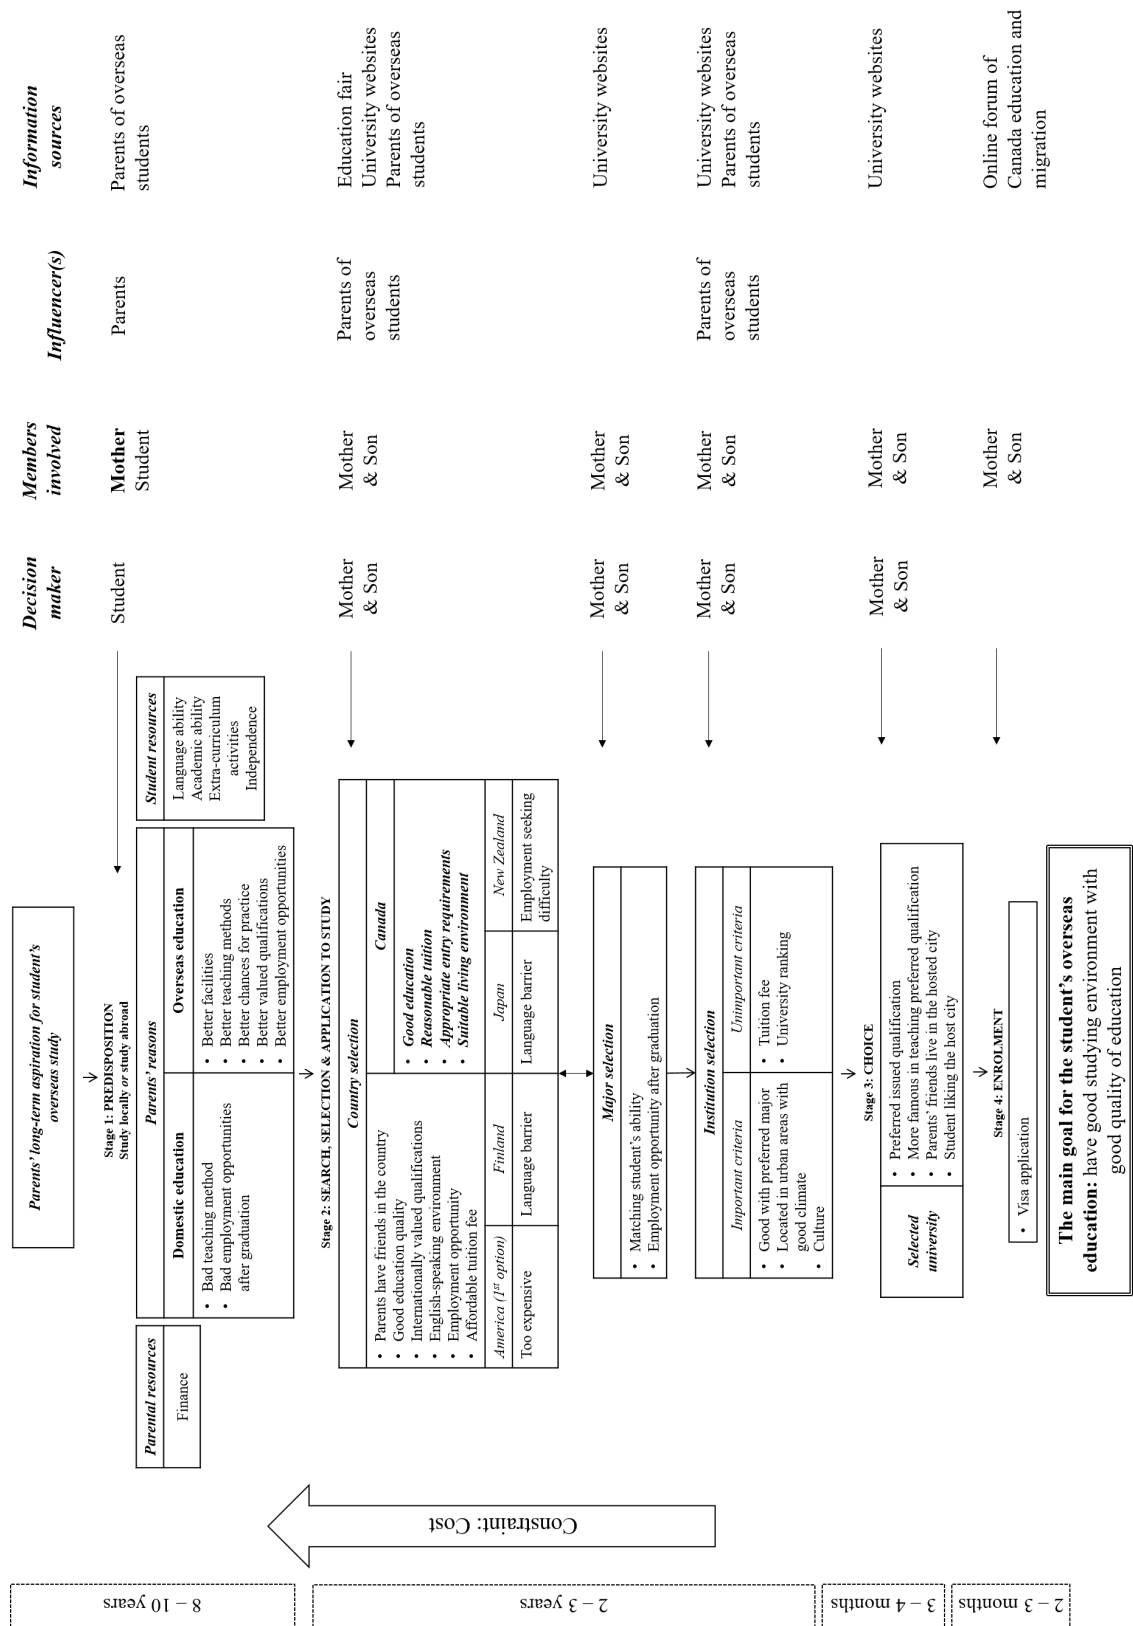 Decision
maker
Members
involved
Influencer(s)
Information
sources
8 – 10 years
2 – 3 years
3 – 4 months
2 – 3 months
Constraint: Cost
Parents' long-term aspiration for student's
overseas study
Stage 1: PREDISPOSITION
Study locally or study abroad
Student
Mother
Student
Parents
Parents of overseas
students
Parental resources
Finance
Parents' reasons
Domestic education
Overseas education
• Bad teaching method
• Bad employment opportunities
after graduation
• Better facilities
• Better teaching methods
• Better chances for practice
• Better valued qualifications
• Better employment opportunities
Student resources
Language ability
Academic ability
Extra-curriculum
activities
Independence
Stage 2: SEARCH, SELECTION & APPLICATION TO STUDY
Country selection
• Parents have friends in the country
• Good education quality
• Internationally valued qualifications
• English-speaking environment
• Employment opportunity
• Affordable tuition fee
Canada
• Good education
• Reasonable tuition
• Appropriate entry requirements
• Suitable living environment
America (1st option)
Finland
Japan
New Zealand
Too expensive
Language barrier
Language barrier
Employment seeking
difficulty
Mother
& Son
Mother
& Son
Parents of
overseas
students
Education fair
University websites
Parents of overseas
students
Major selection
• Matching student's ability
• Employment opportunity after graduation
Mother
& Son
Mother
& Son
University websites
Institution selection
Important criteria
Unimportant criteria
• Good with preferred major
• Located in urban areas with
good climate
• Culture
• Tuition fee
• University ranking
Mother
& Son
Mother
& Son
Parents of
overseas
students
University websites
Parents of overseas
students
Stage 3: CHOICE
Selected
university
• Preferred issued qualification
• More famous in teaching preferred qualification
• Parents' friends live in the hosted city
• Student liking the host city
Mother
& Son
Mother
& Son
University websites
Stage 4: ENROLMENT
• Visa application
Mother
& Son
Online forum of
Canada education and
migration
The main goal for the student's overseas
education: have good studying environment with
good quality of education